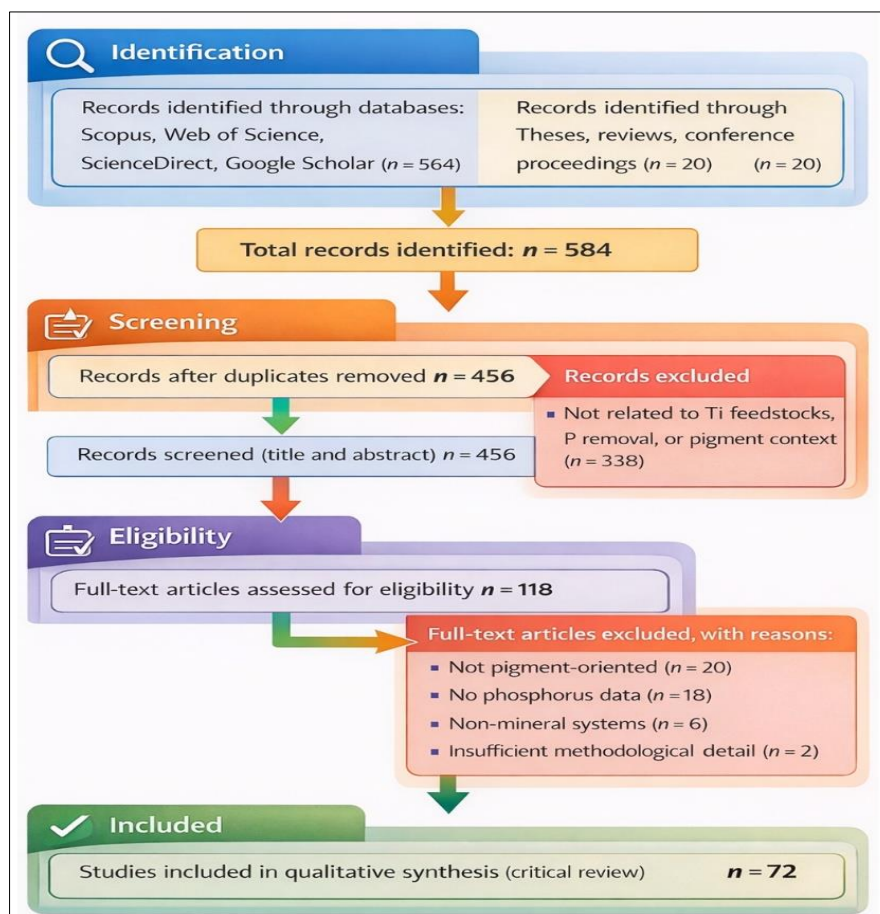 Identification
Records identified through databases:
Scopus, Web of Science,
ScienceDirect, Google Scholar (n = 564)
Records identified through
Theses, reviews, conference
proceedings (n = 20) (n = 20)
Total records identified: n = 584
Screening
Records after duplicates removed n = 456
Records excluded
▪ Not related to Ti feedstocks,
P removal, or pigment context
(n = 338)
Records screened (title and abstract) n = 456
Eligibility
Full-text articles assessed for eligibility n = 118
Full-text articles excluded, with reasons:
▪ Not pigment-oriented (n = 20)
▪ No phosphorus data (n = 18)
▪ Non-mineral systems (n = 6)
▪ Insufficient methodological detail (n = 2)
Included
Studies included in qualitative synthesis (critical review) n = 72